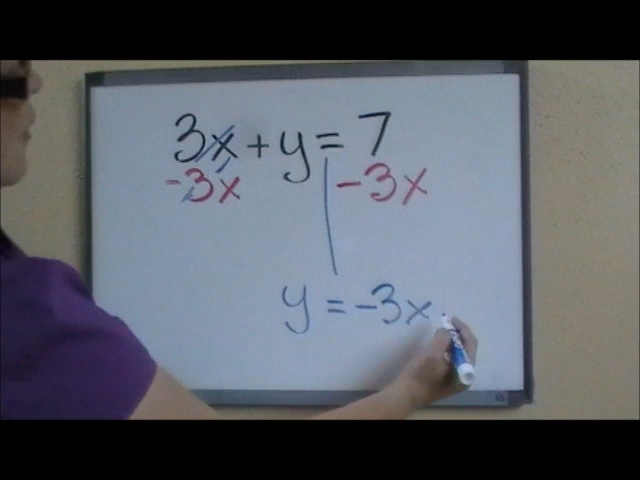 3x + y = 7
-3x -3x
y = -3x